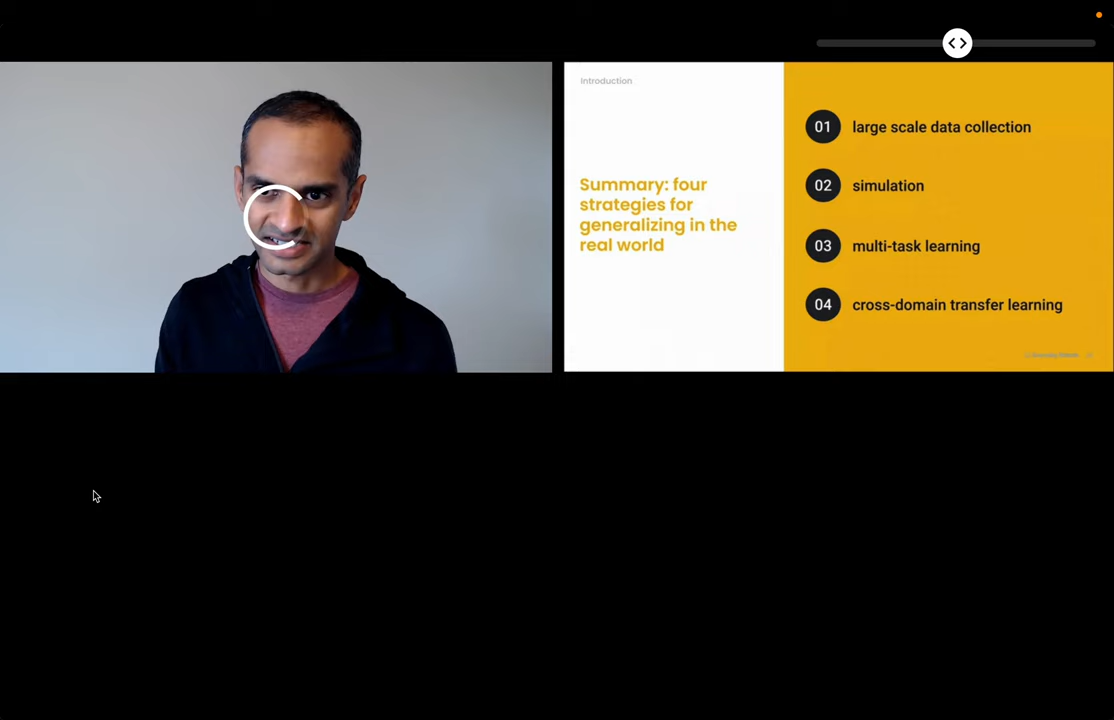 Introduction
Summary: four
strategies for
generalizing in the
real world
01 large scale data collection
02 simulation
03 multi-task learning
04 cross-domain transfer learning